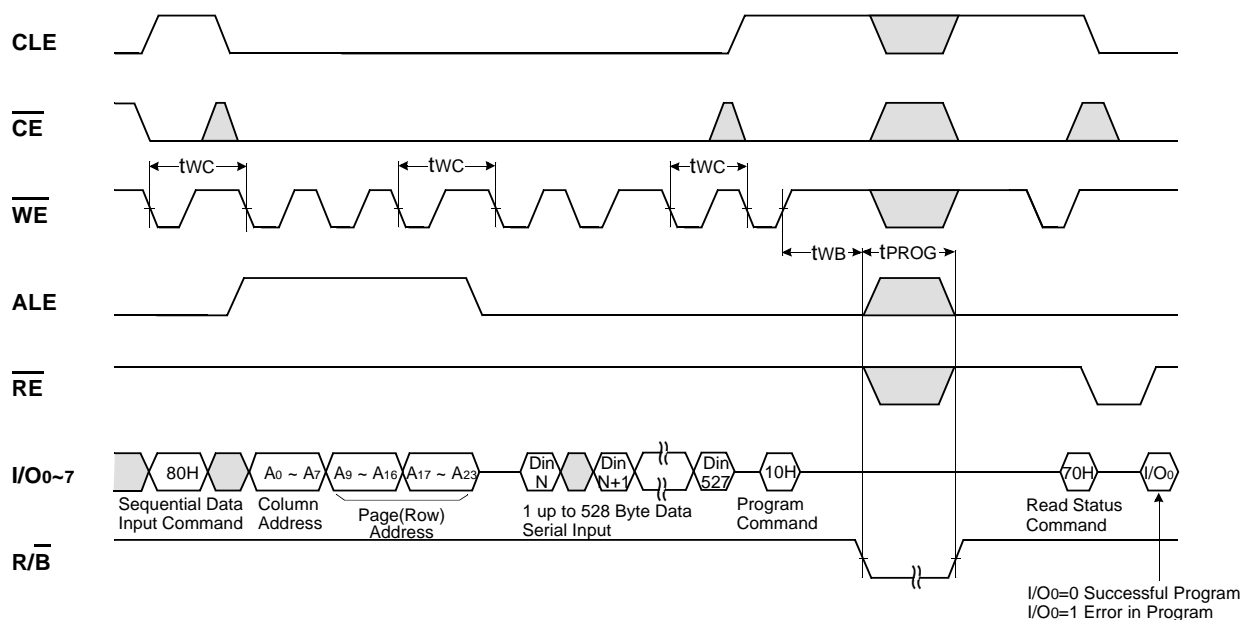 CLE
CE
tWC tWC tWC
WE
tWB tPROG
ALE
RE
I/O0~7
80H A0 ~ A7 A9 ~ A16 A17 ~ A23 Din N Din N+1 Din 527 10H 70H I/O0
Sequential Data Input Command
Column Address
Page(Row) Address
1 up to 528 Byte Data
Serial Input
Program Command
Read Status Command
R/B
I/O0=0 Successful Program
I/O0=1 Error in Program